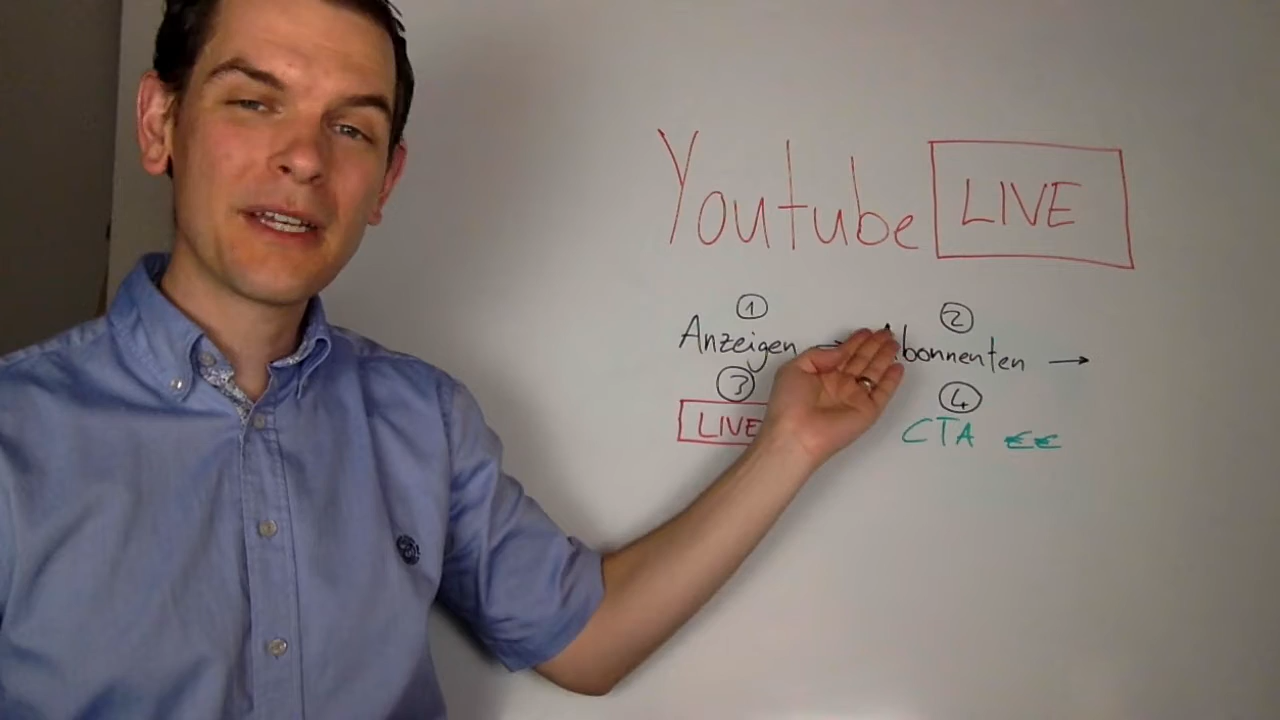 Youtube LIVE
① ②
Anzeigen → Abonnenten →
③ ④
LIVE CTA €€